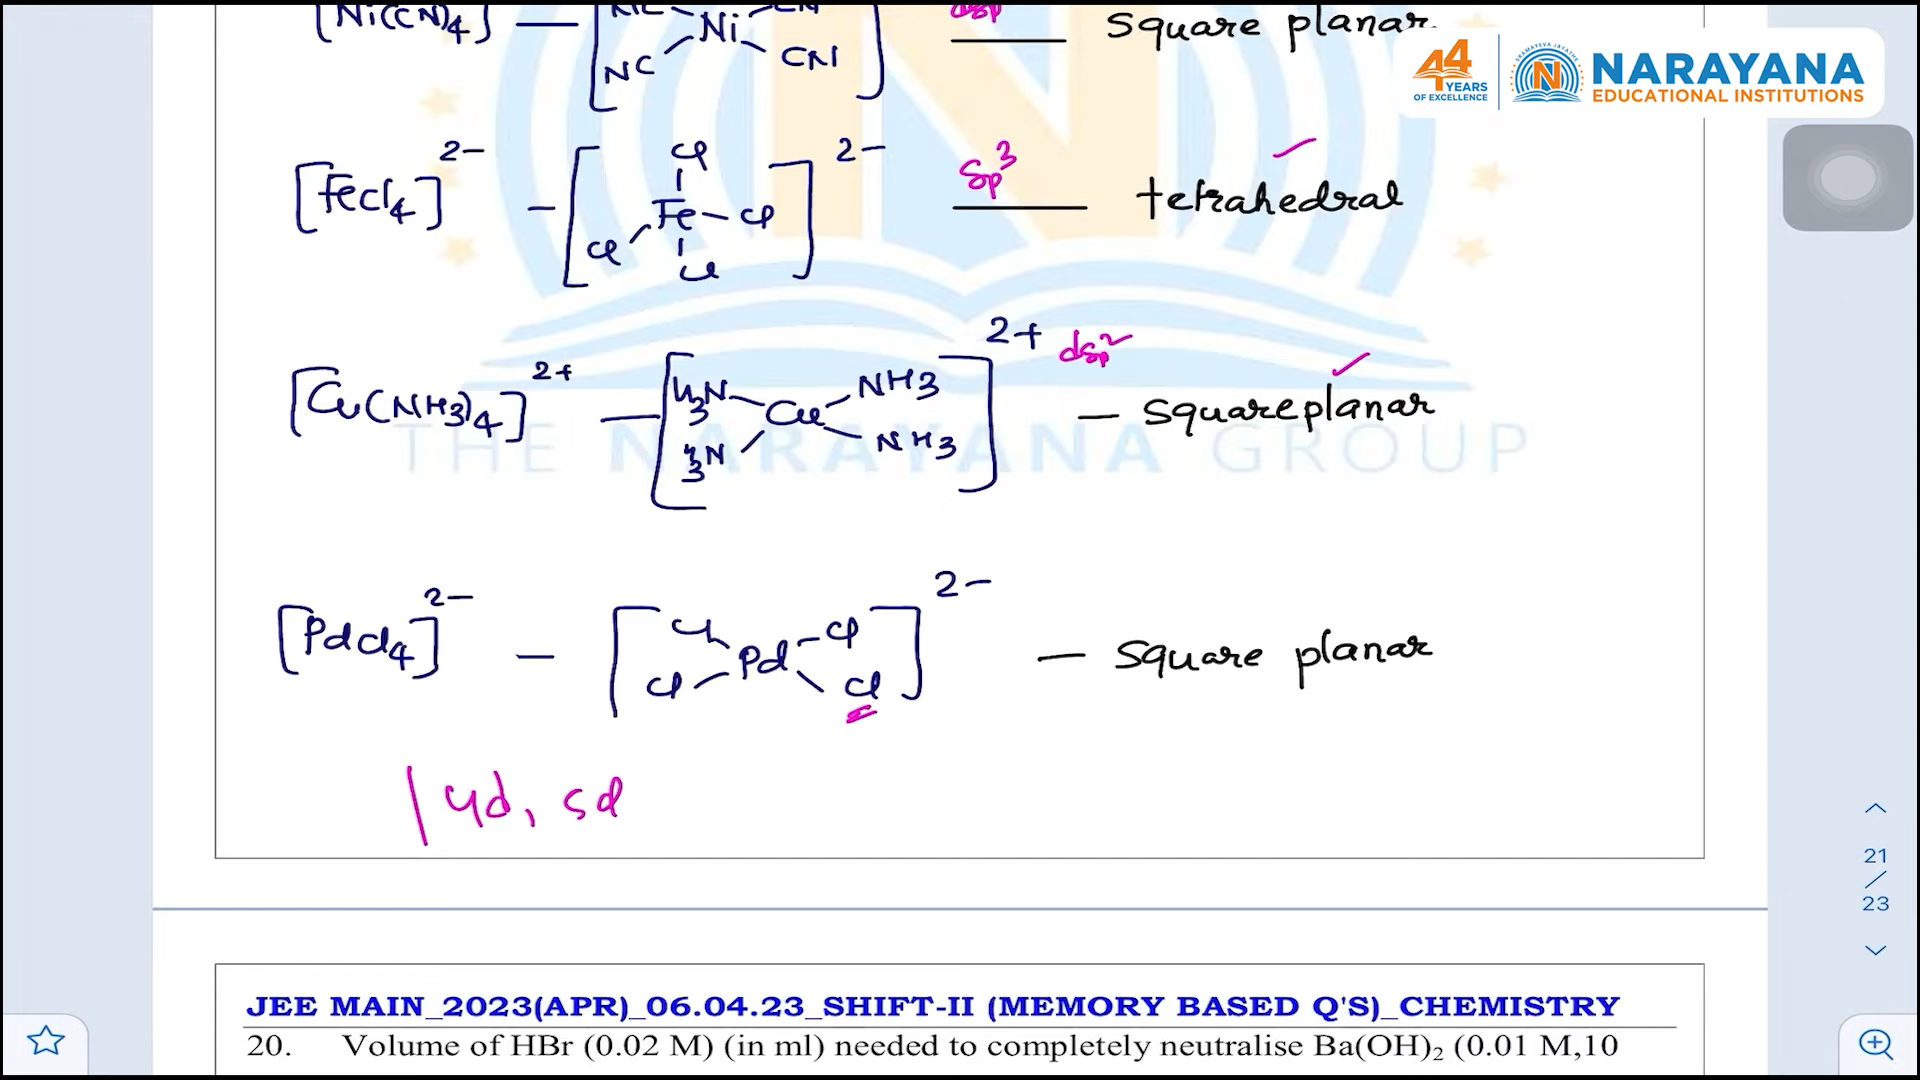 [Ni(CN)4] — [ NC Ni CN dsp² square planar
NC CN
44 YEARS OF EXCELLENCE
NARAYANA
EDUCATIONAL INSTITUTIONS
[FeCl4]2- – [ Cl Fe Cl Cl Cl ]2- sp3 tetrahedral
[Cu(NH3)4]2+ — [ H3N Cu NH3 H3N NH3 ]2+ dsp2 – squareplanar
THE NARAYANA GROUP
[PdCl4]2- – [ Cl Pd Cl Cl Cl ]2- – square planar
4d, 5d
21
/
23
JEE MAIN_2023(APR)_06.04.23_SHIFT-II (MEMORY BASED Q'S)_CHEMISTRY
20. Volume of HBr (0.02 M) (in ml) needed to completely neutralise Ba(OH)2 (0.01 M,10